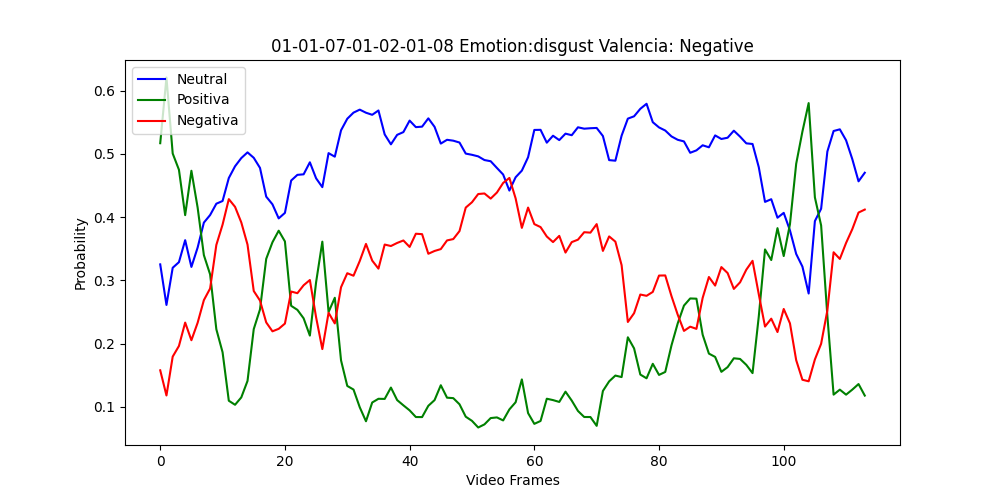 01-01-07-01-02-01-08 Emotion:disgust Valencia: Negative
Neutral
Positiva
Negativa
Probability
0.6
0.5
0.4
0.3
0.2
0.1
0 20 40 60 80 100
Video Frames